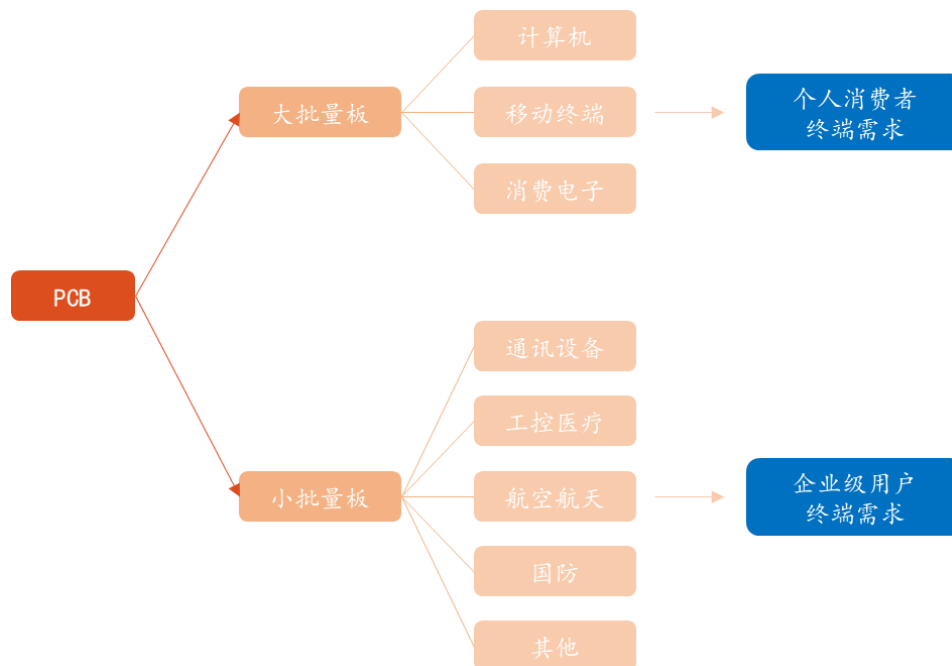 计算机
大批量板
移动终端
个人消费者
终端需求
消费电子
PCB
通讯设备
工控医疗
小批量板
航空航天
企业级用户
终端需求
国防
其他